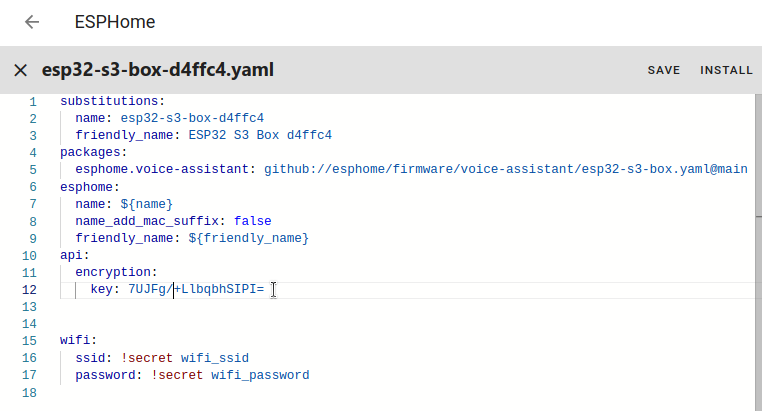 ESPHome
esp32-s3-box-d4ffc4.yaml SAVE INSTALL
1 substitutions:
2 name: esp32-s3-box-d4ffc4
3 friendly_name: ESP32 S3 Box d4ffc4
4 packages:
5 esphome.voice-assistant: github://esphome/firmware/voice-assistant/esp32-s3-box.yaml@main
6 esphome:
7 name: ${name}
8 name_add_mac_suffix: false
9 friendly_name: ${friendly_name}
10 api:
11 encryption:
12 key: 7UJFg/+LlbqbhSIPI=
13
14
15 wifi:
16 ssid: !secret wifi_ssid
17 password: !secret wifi_password
18